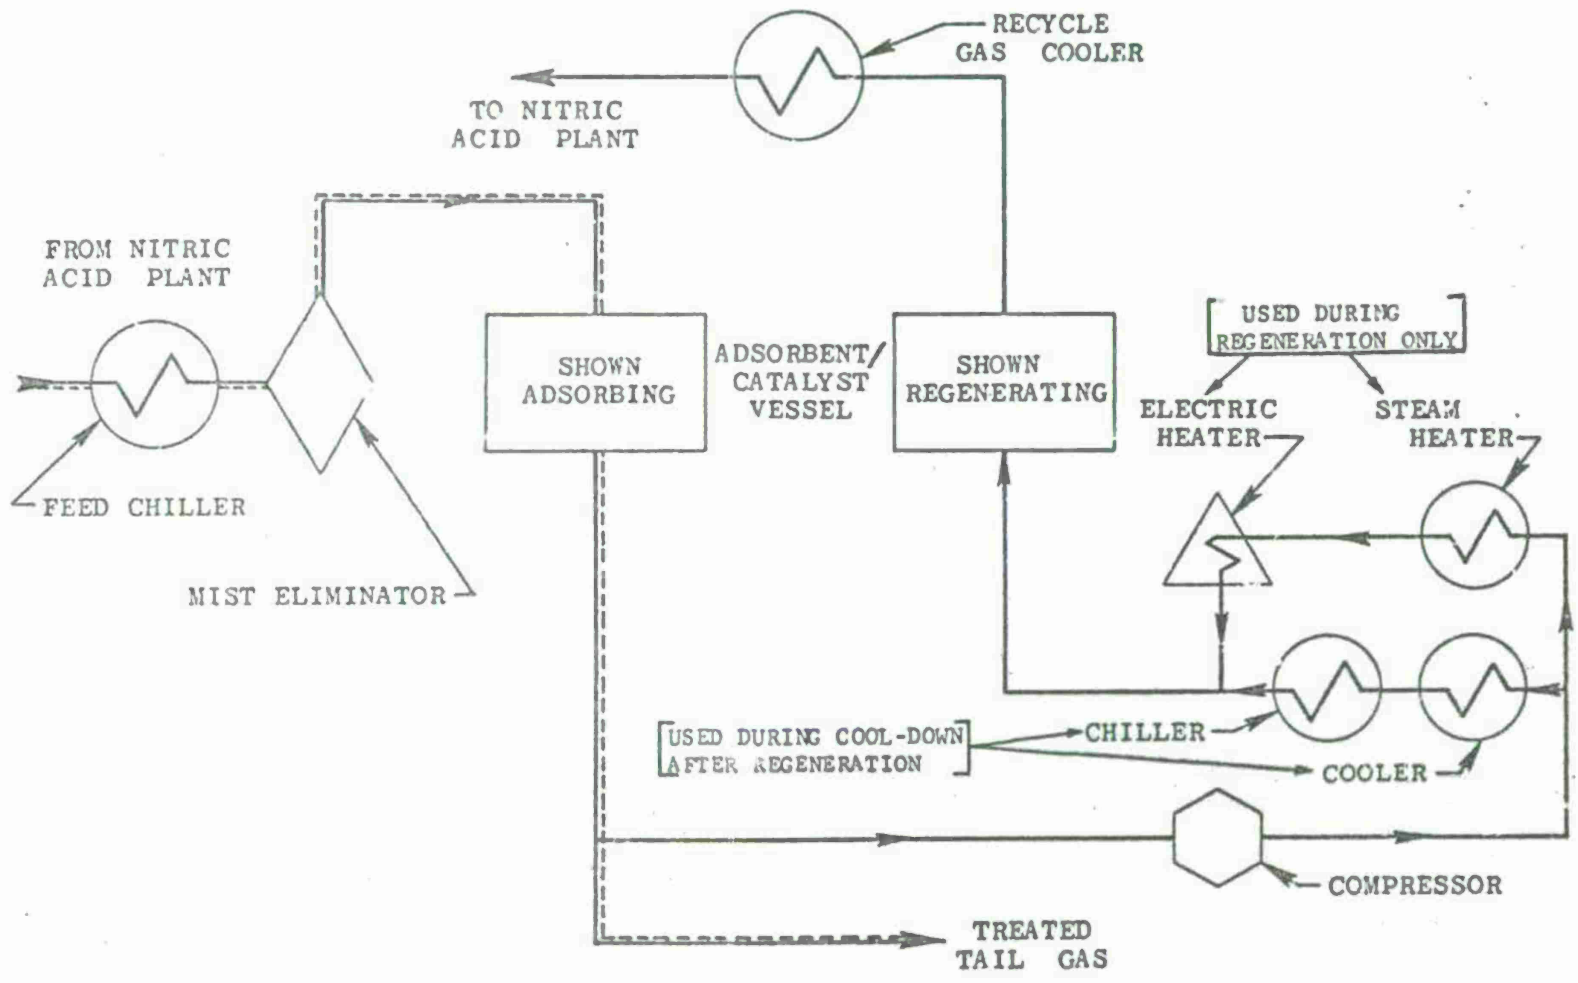 RECYCLE
GAS COOLER
TO NITRIC
ACID PLANT
FROM NITRIC
ACID PLANT
FEED CHILLER
MIST ELIMINATOR
SHOWN
ADSORBING
ADSORBENT/
CATALYST
VESSEL
SHOWN
REGENERATING
USED DURING
REGENERATION ONLY
ELECTRIC
HEATER
STEAM
HEATER
USED DURING COOL-DOWN
AFTER REGENERATION
CHILLER
COOLER
COMPRESSOR
TREATED
TAIL GAS